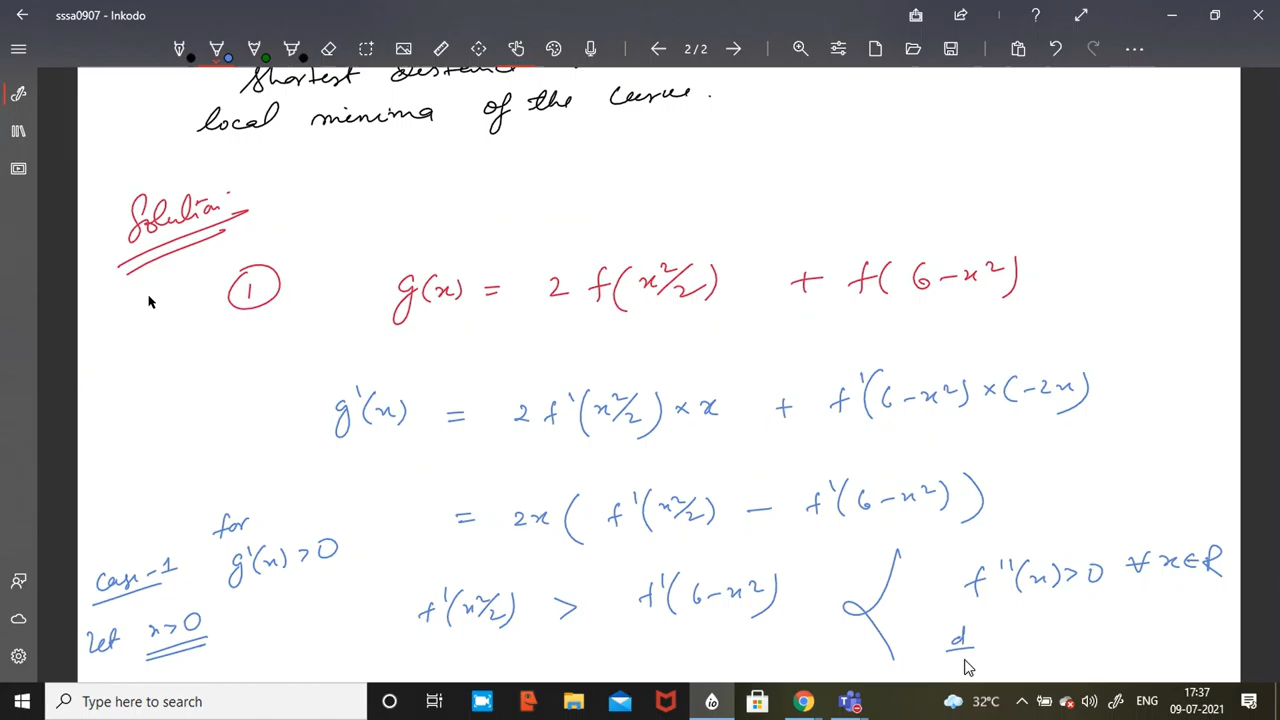 sssa0907 - Inkodo
2/2
Shortest distance
local minima of the curve.
Solution
① g(x) = 2 f(x²/2) + f(6-x²)
g'(x) = 2 f'(x²/2) × x + f'(6-x²) × (-2x)
= 2x ( f'(x²/2) - f'(6-x²) )
for
Case-1 g'(x) > 0
f''(x) > 0 ∀ x ∈ R
f'(x²/2) > f'(6-x²)
Let x>0
d
Type here to search
32°C
ENG
17:37
09-07-2021